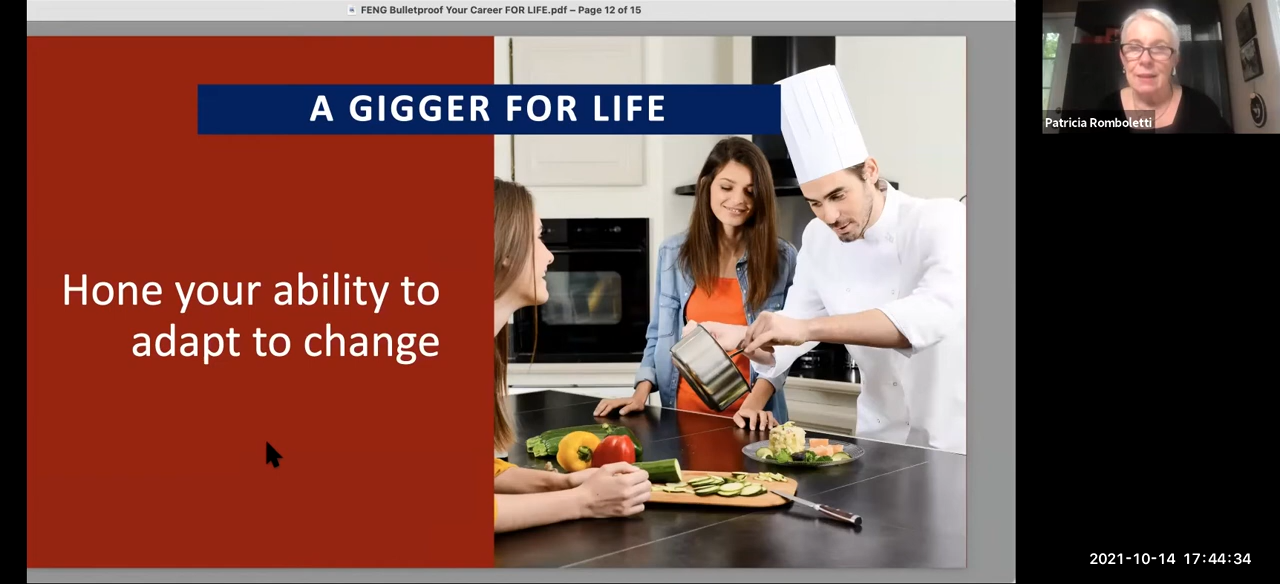 FENG Bulletproof Your Career FOR LIFE.pdf – Page 12 of 15
A GIGGER FOR LIFE
Hone your ability to
adapt to change
Patricia Romboletti
2021-10-14 17:44:34